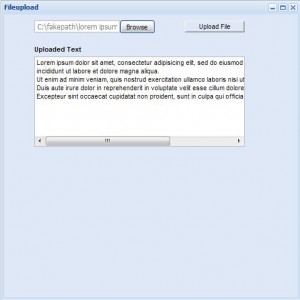 Fileupload
C:\fakepath\lorem ipsum
Browse
Upload File
Uploaded Text
Lorem ipsum dolor sit amet, consectetur adipisicing elit, sed do eiusmod
incididunt ut labore et dolore magna aliqua.
Ut enim ad minim veniam, quis nostrud exercitation ullamco laboris nisi ut
Duis aute irure dolor in reprehenderit in voluptate velit esse cillum dolore
Excepteur sint occaecat cupidatat non proident, sunt in culpa qui officia